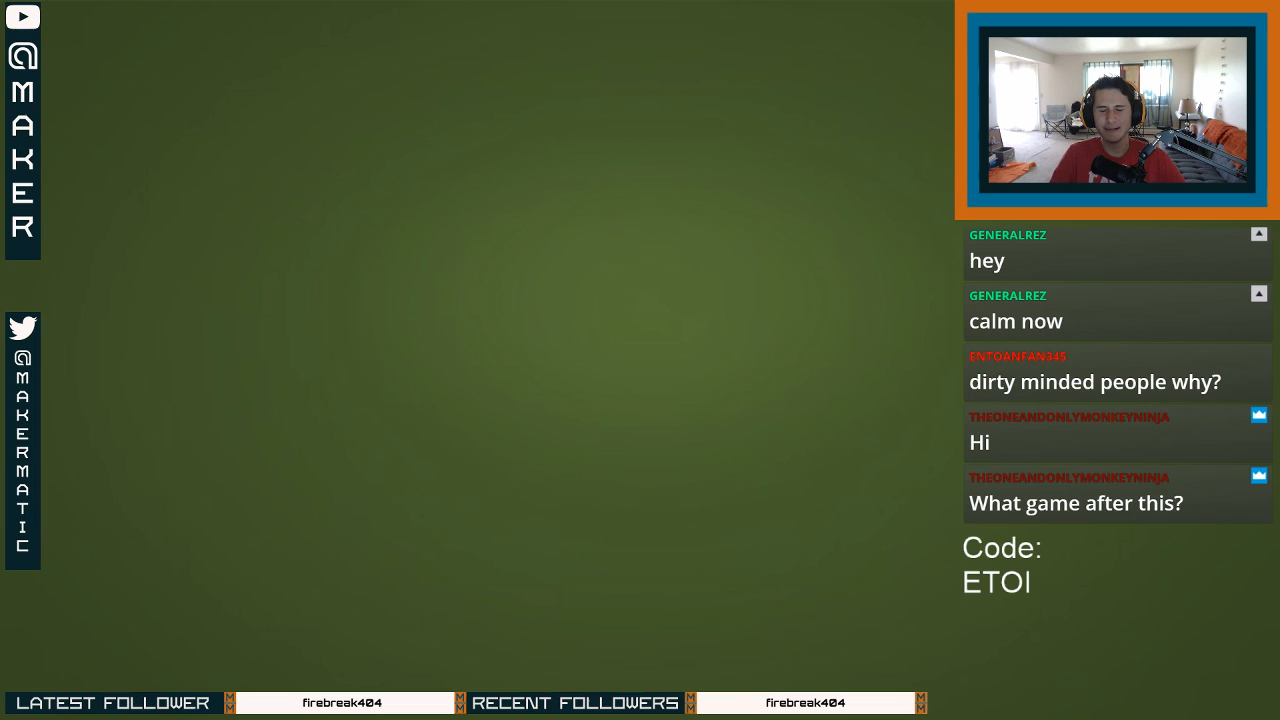 @MAKER
@MAKERMATIC
GENERALREZ
hey
GENERALREZ
calm now
ENTOANFAN345
dirty minded people why?
THEONEANDONLYMONKEYNINJA
Hi
THEONEANDONLYMONKEYNINJA
What game after this?
Code:
ETOI
LATEST FOLLOWER
firebreak404
RECENT FOLLOWERS
firebreak404